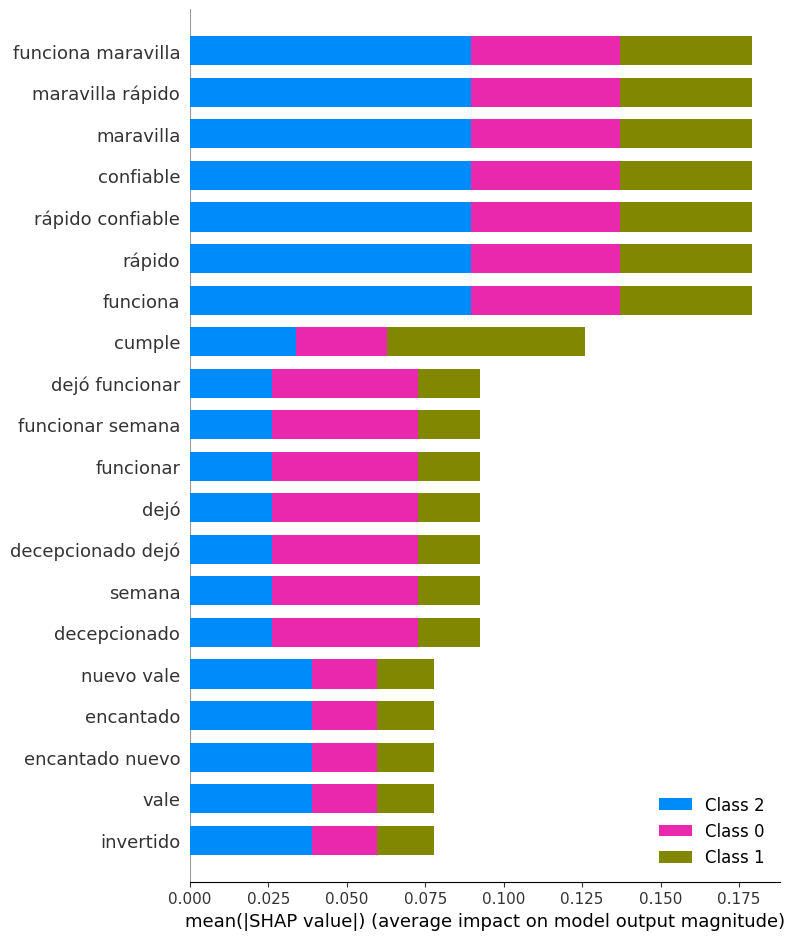 funciona maravilla
maravilla rápido
maravilla
confiable
rápido confiable
rápido
funciona
cumple
dejó funcionar
funcionar semana
funcionar
dejó
decepcionado dejó
semana
decepcionado
nuevo vale
encantado
encantado nuevo
vale
invertido
Class 2
Class 0
Class 1
0.000 0.025 0.050 0.075 0.100 0.125 0.150 0.175
mean(|SHAP value|) (average impact on model output magnitude)